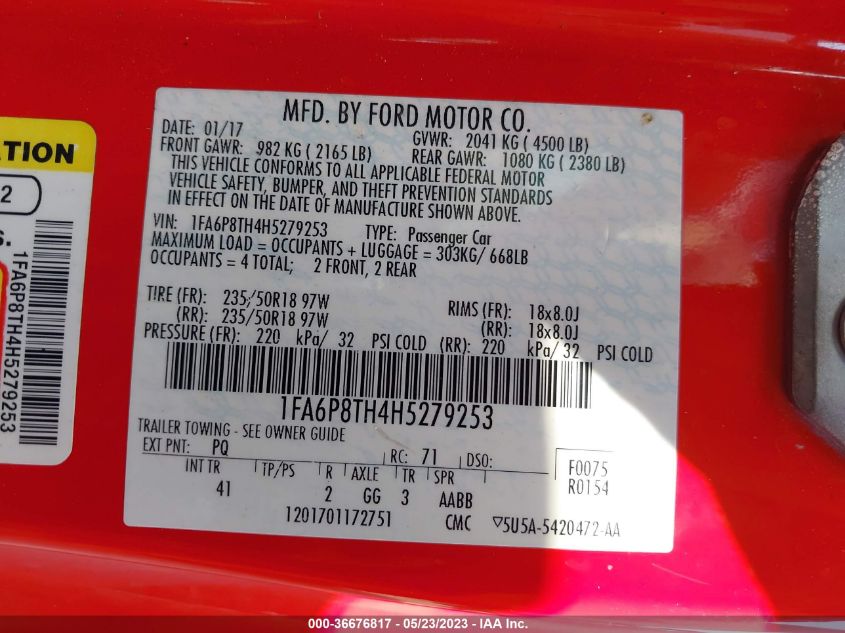 MFD. BY FORD MOTOR CO.
DATE: 01/17
GVWR: 2041 KG ( 4500 LB)
FRONT GAWR: 982 KG ( 2165 LB)
REAR GAWR: 1080 KG ( 2380 LB)
THIS VEHICLE CONFORMS TO ALL APPLICABLE FEDERAL MOTOR
VEHICLE SAFETY, BUMPER, AND THEFT PREVENTION STANDARDS
IN EFFECT ON THE DATE OF MANUFACTURE SHOWN ABOVE.
VIN: 1FA6P8TH4H5279253 TYPE: Passenger Car
MAXIMUM LOAD = OCCUPANTS + LUGGAGE = 303KG/ 668LB
OCCUPANTS = 4 TOTAL; 2 FRONT, 2 REAR
TIRE (FR): 235/50R18 97W RIMS (FR): 18x8.0J
(RR): 235/50R18 97W (RR): 18x8.0J
PRESSURE (FR): 220 kPa/ 32 PSI COLD (RR): 220 kPa/ 32 PSI COLD
1FA6P8TH4H5279253
TRAILER TOWING - SEE OWNER GUIDE
EXT PNT: PQ RC: 71 DSO: F0075
R0154
INT TR TP/PS R AXLE TR SPR
41 2 GG 3 AABB
1201701172751 CMC 5U5A-5420472-AA
ATION
2
S.
1FA6P8TH4H5279253
000-36676817 - 05/23/2023 - IAA Inc.